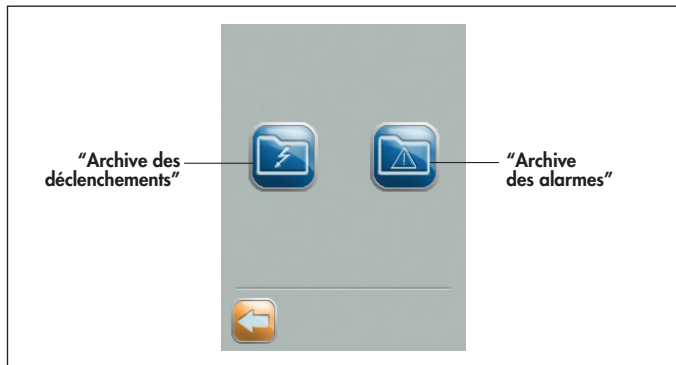 “Archive des
déclenchements”
“Archive
des alarmes”